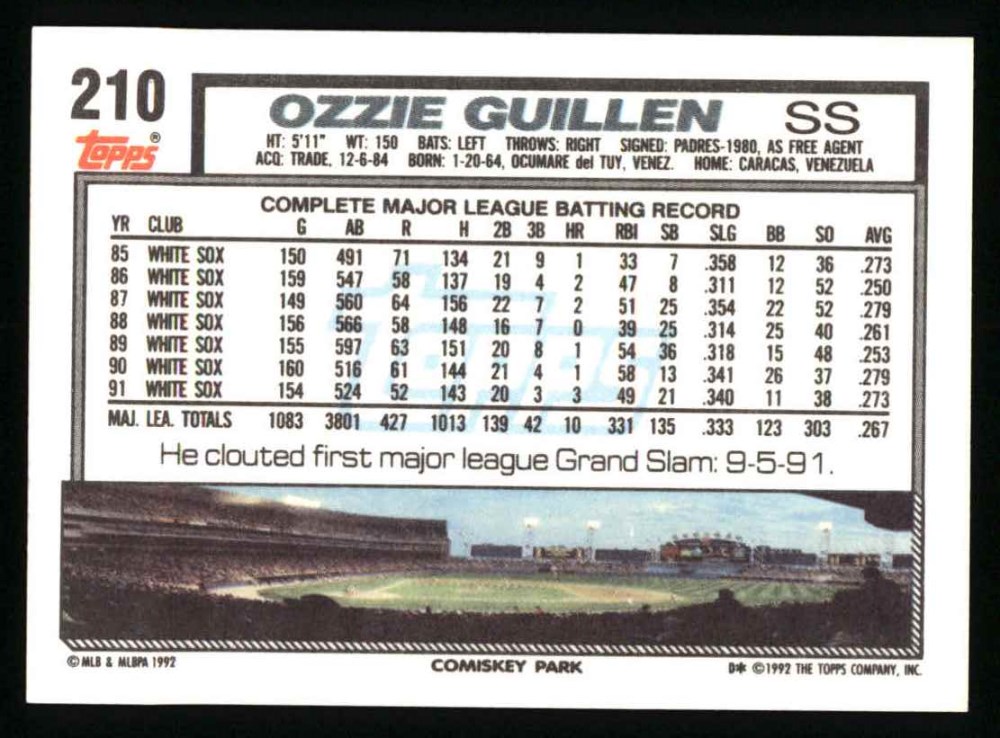 210
Topps®
OZZIE GUILLEN SS
HT: 5'11" WT: 150 BATS: LEFT THROWS: RIGHT SIGNED: PADRES-1980, AS FREE AGENT
ACQ: TRADE, 12-6-84 BORN: 1-20-64, OCUMARE del TUY, VENEZ. HOME: CARACAS, VENEZUELA
COMPLETE MAJOR LEAGUE BATTING RECORD
YR CLUB G AB R H 2B 3B HR RBI SB SLG BB SO AVG
85 WHITE SOX 150 491 71 134 21 9 1 33 7 .358 12 36 .273
86 WHITE SOX 159 547 58 137 19 4 2 47 8 .311 12 52 .250
87 WHITE SOX 149 560 64 156 22 7 2 51 25 .354 22 52 .279
88 WHITE SOX 156 566 58 148 16 7 0 39 25 .314 25 40 .261
89 WHITE SOX 155 597 63 151 20 8 1 54 36 .318 15 48 .253
90 WHITE SOX 160 516 61 144 21 4 1 58 13 .341 26 37 .279
91 WHITE SOX 154 524 52 143 20 3 3 49 21 .340 11 38 .273
MAJ. LEA. TOTALS 1083 3801 427 1013 139 42 10 331 135 .333 123 303 .267
Topps
He clouted first major league Grand Slam: 9-5-91.
© MLB & MLBPA 1992 COMISKEY PARK D* © 1992 THE TOPPS COMPANY, INC.